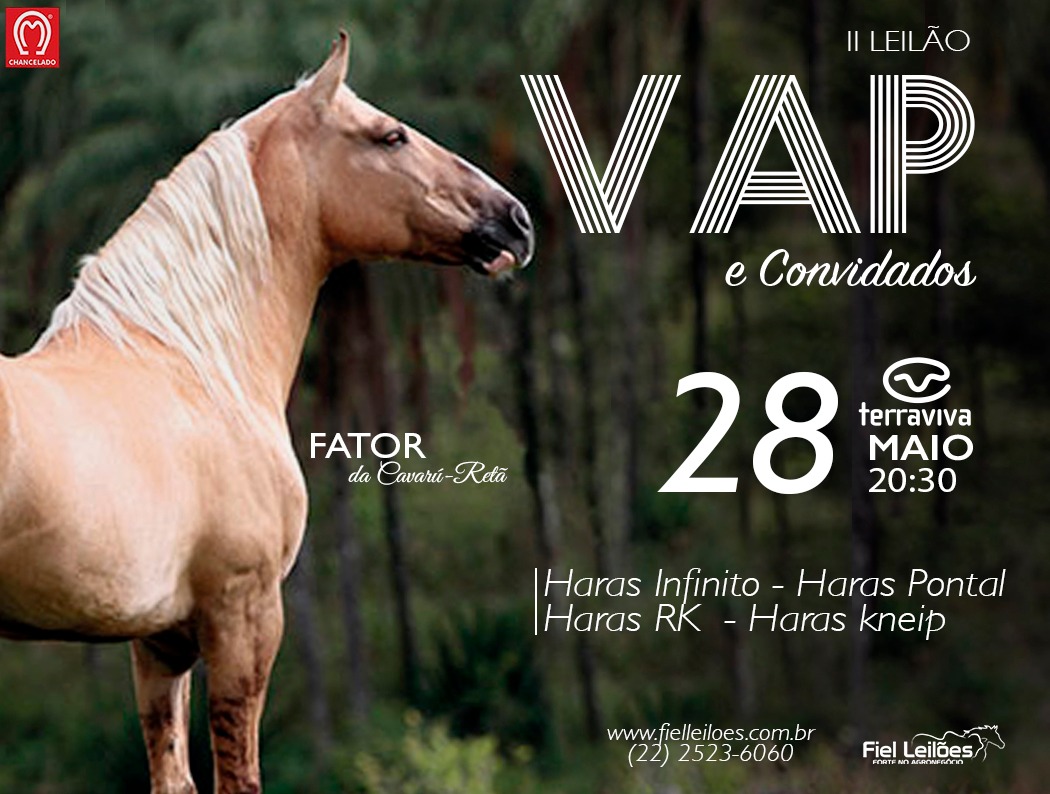 CHANCELADO
II LEILÃO
VAP
e Convidados
28
terraviva
MAIO
20:30
FATOR
da Cavarú-Retã
Haras Infinito - Haras Pontal
Haras RK - Haras kneip
www.fielleiloes.com.br
(22) 2523-6060
Fiel Leilões
FORTE NO AGRONEGÓCIO